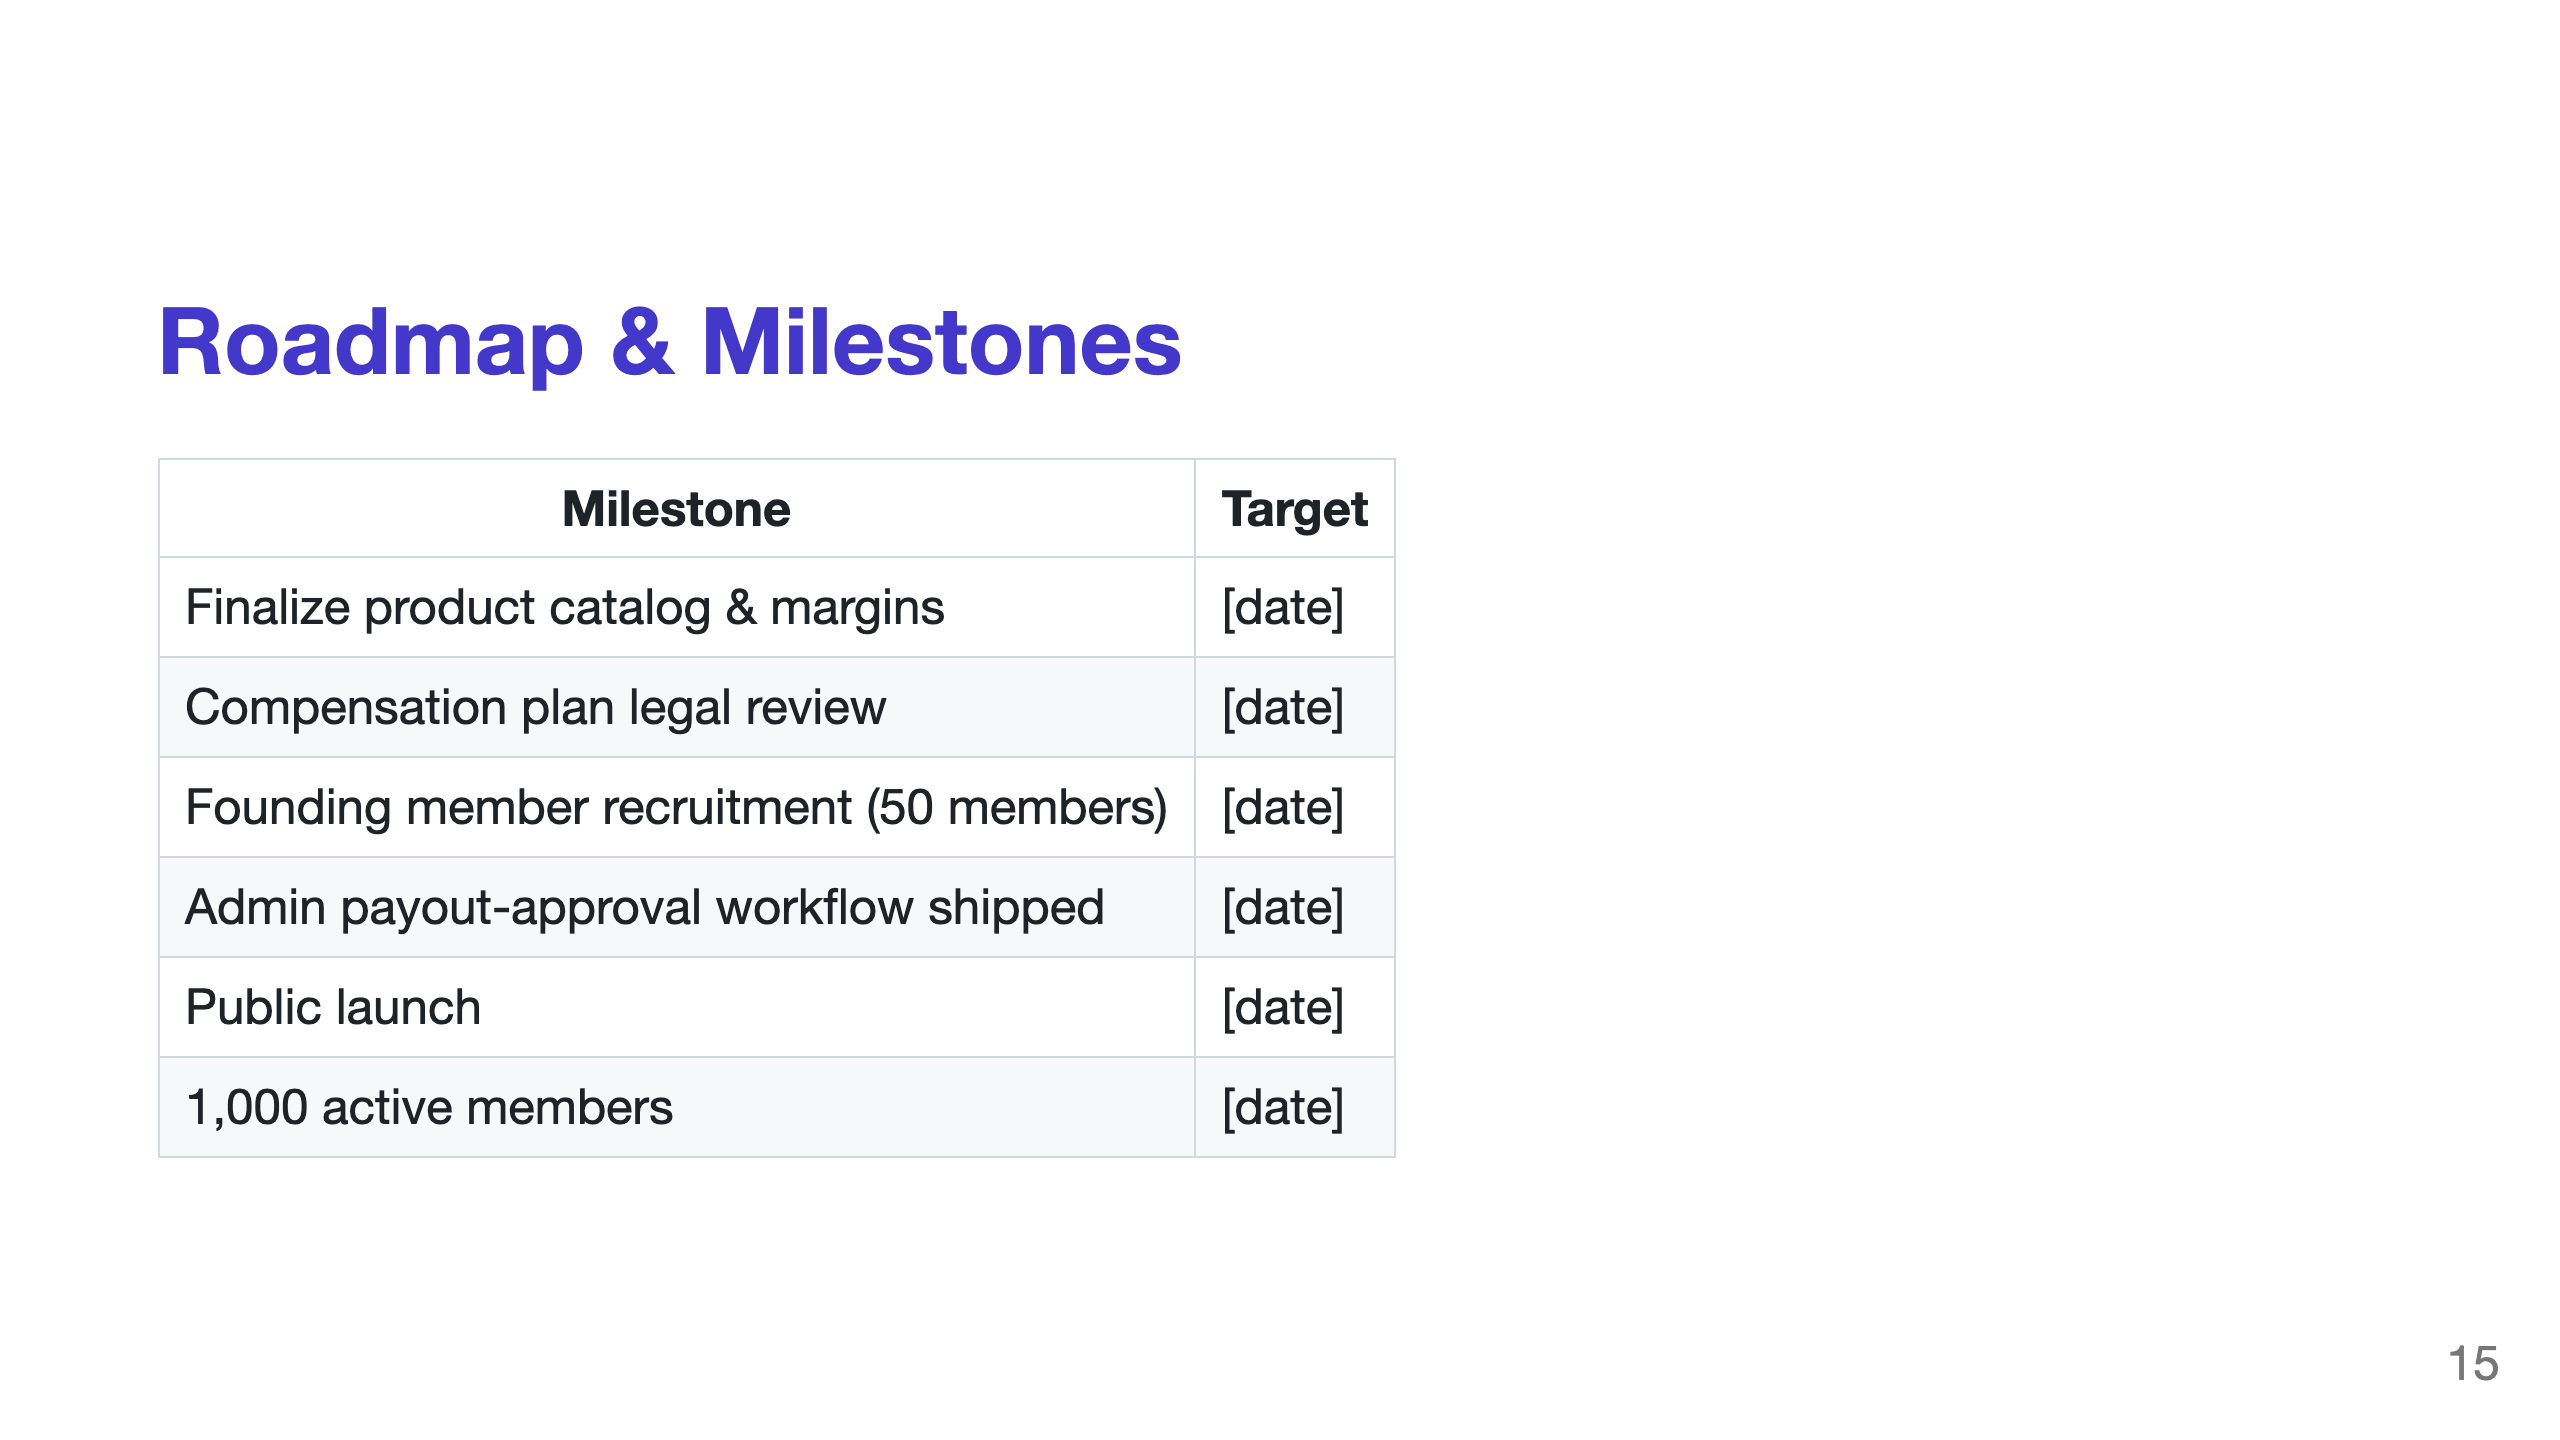 Roadmap & Milestones
Milestone Target
Finalize product catalog & margins [date]
Compensation plan legal review [date]
Founding member recruitment (50 members) [date]
Admin payout-approval workflow shipped [date]
Public launch [date]
1,000 active members [date]
15